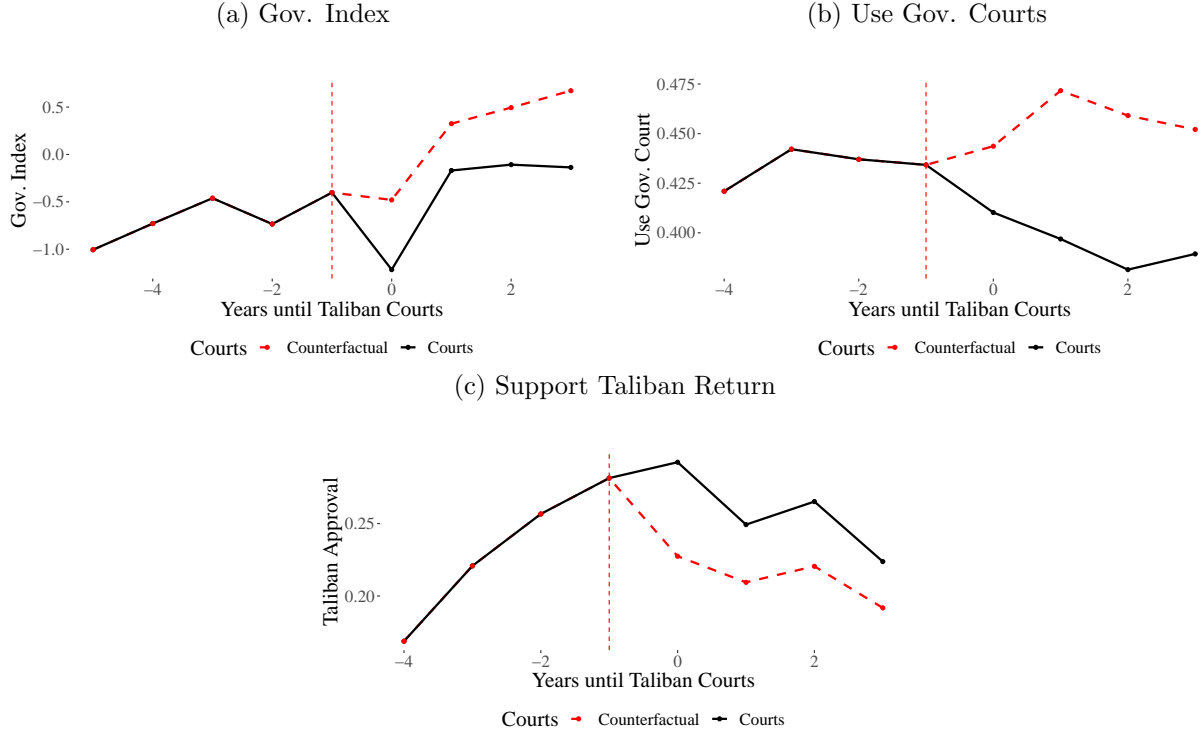 (a) Gov. Index
0.5
0.0
−0.5
−1.0
Gov. Index
−4
−2
0
2
Years until Taliban Courts
Courts Counterfactual Courts
(b) Use Gov. Courts
0.475
0.450
0.425
0.400
Use Gov. Court
−4
−2
0
2
Years until Taliban Courts
Courts Counterfactual Courts
(c) Support Taliban Return
0.25
0.20
Taliban Approval
−4
−2
0
2
Years until Taliban Courts
Courts Counterfactual Courts